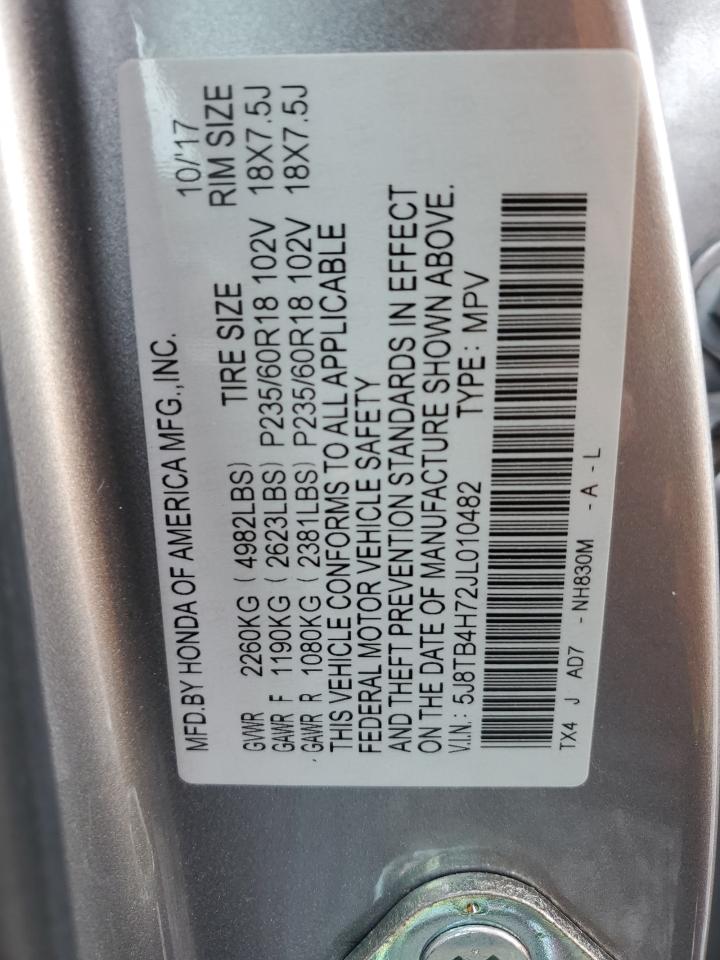 MFD.BY HONDA OF AMERICA MFG.,INC. 10/'17
GVWR 2260KG ( 4982LBS) TIRE SIZE RIM SIZE
GAWR F 1190KG ( 2623LBS) P235/60R18 102V 18X7.5J
GAWR R 1080KG ( 2381LBS) P235/60R18 102V 18X7.5J
THIS VEHICLE CONFORMS TO ALL APPLICABLE
FEDERAL MOTOR VEHICLE SAFETY
AND THEFT PREVENTION STANDARDS IN EFFECT
ON THE DATE OF MANUFACTURE SHOWN ABOVE.
V.I.N.: 5J8TB4H72JL010482 TYPE: MPV
TX4 J AD7 -NH830M -A-L